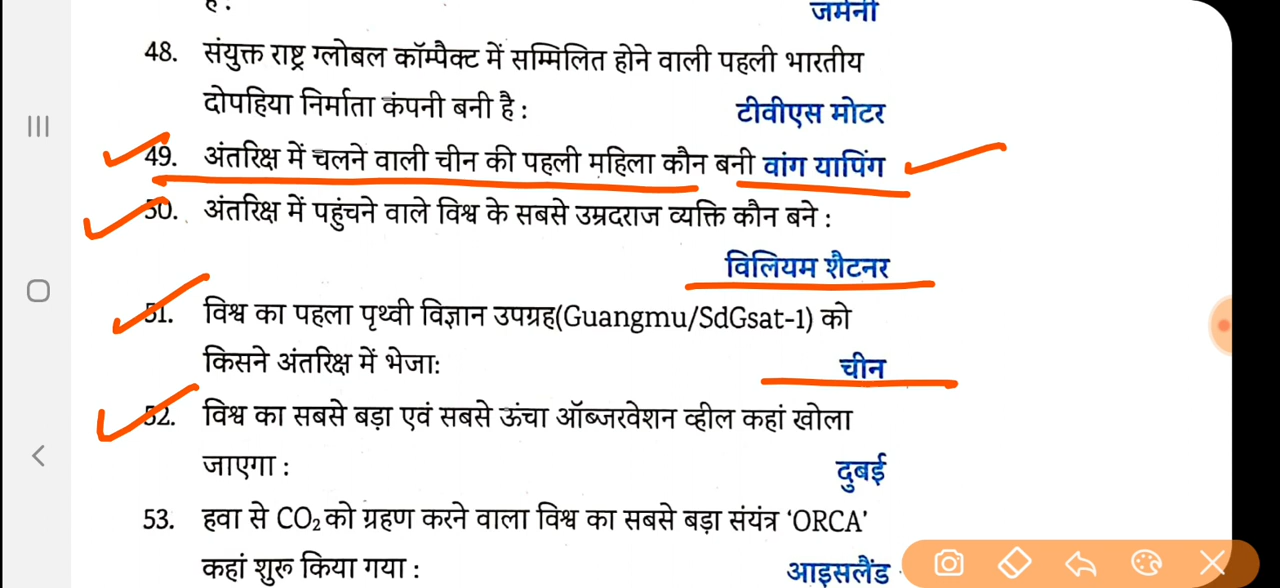 जर्मनी
48. संयुक्त राष्ट्र ग्लोबल कॉम्पैक्ट में सम्मिलित होने वाली पहली भारतीय
दोपहिया निर्माता कंपनी बनी है : टीवीएस मोटर
49. अंतरिक्ष में चलने वाली चीन की पहली महिला कौन बनी वांग यापिंग
50. अंतरिक्ष में पहुंचने वाले विश्व के सबसे उम्रदराज व्यक्ति कौन बने :
विलियम शैटनर
51. विश्व का पहला पृथ्वी विज्ञान उपग्रह(Guangmu/SdGsat-1) को
किसने अंतरिक्ष में भेजा: चीन
52. विश्व का सबसे बड़ा एवं सबसे ऊंचा ऑब्जरवेशन व्हील कहां खोला
जाएगा : दुबई
53. हवा से CO₂ को ग्रहण करने वाला विश्व का सबसे बड़ा संयंत्र ‘ORCA’
कहां शुरू किया गया : आइसलैंड